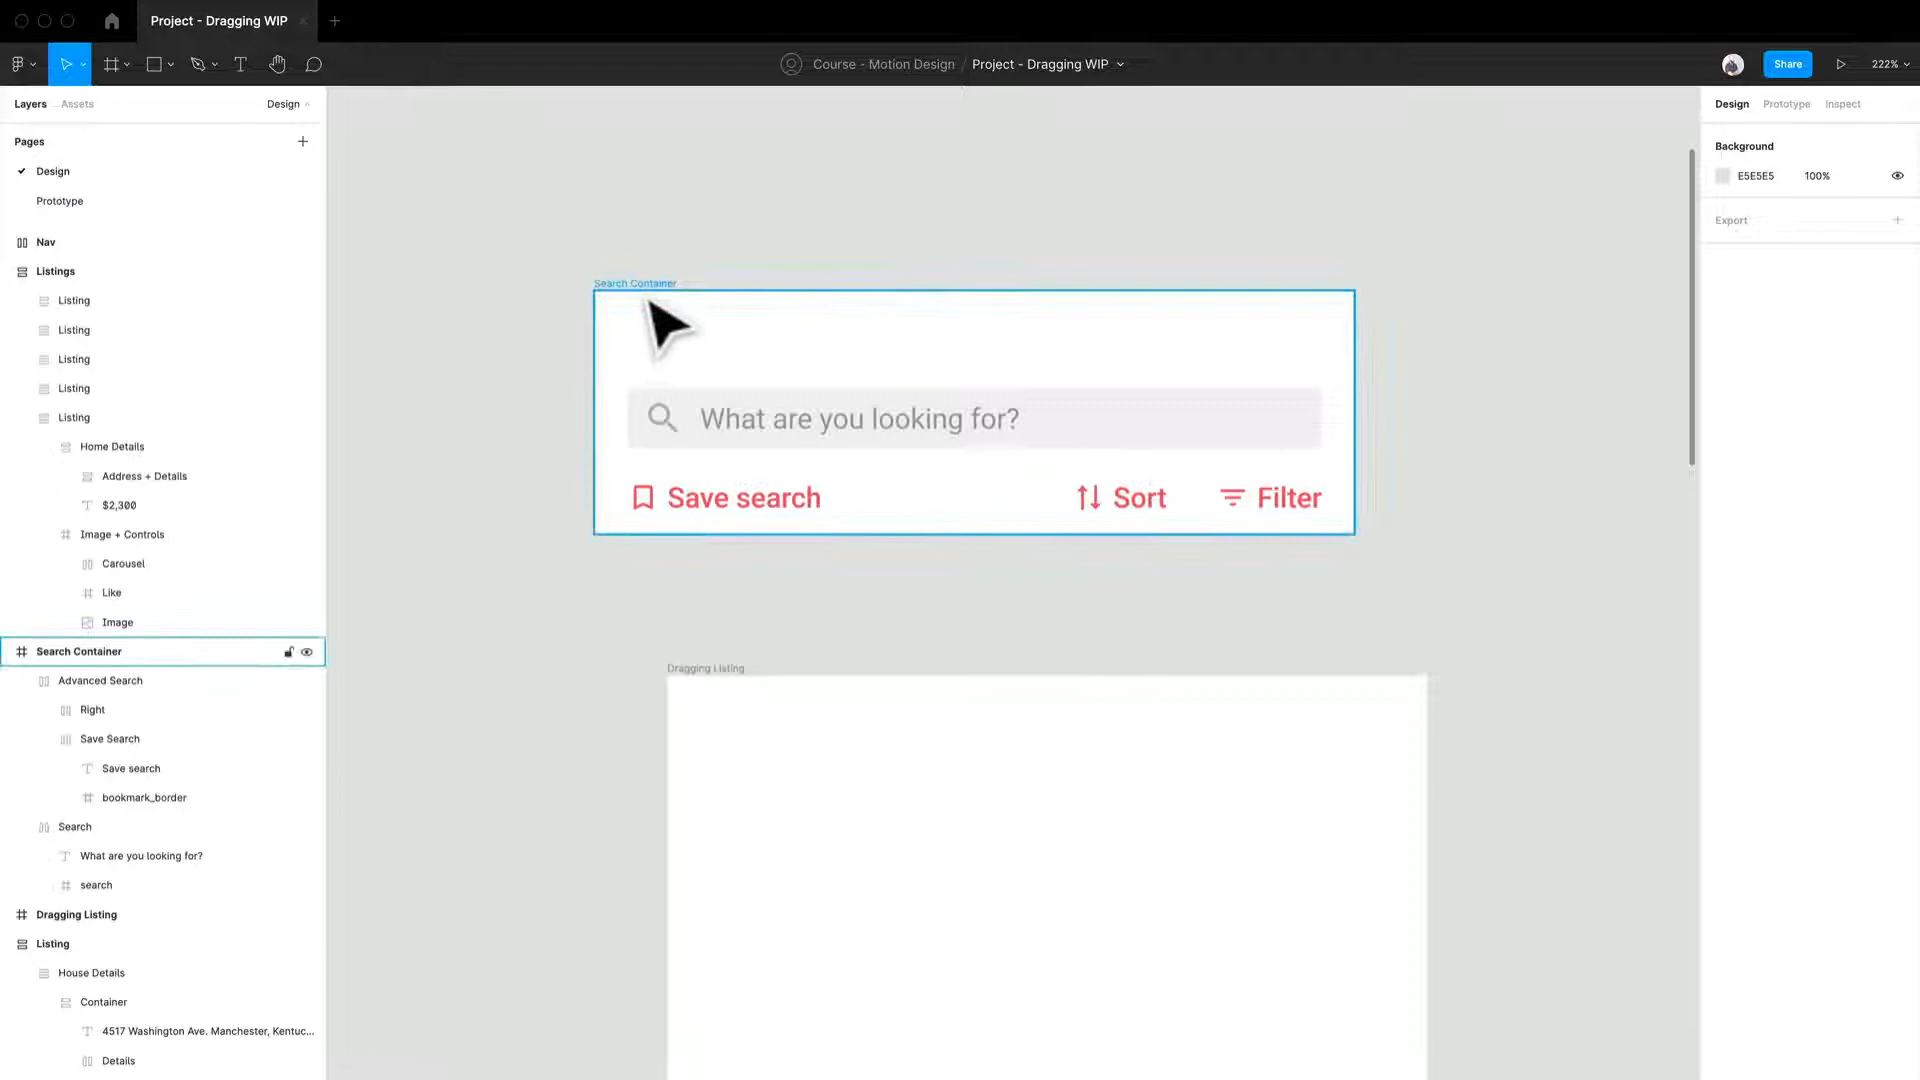 Project - Dragging WIP
Course - Motion Design / Project - Dragging WIP
Share
222%
Layers
Assets
Design
Pages
Design
Prototype
Nav
Listings
Listing
Listing
Listing
Listing
Listing
Home Details
Address + Details
$2,300
Image + Controls
Carousel
Like
Image
Search Container
Advanced Search
Right
Save Search
Save search
bookmark_border
Search
What are you looking for?
search
Dragging Listing
Listing
House Details
Container
4517 Washington Ave. Manchester, Kentuc...
Details
Search Container
What are you looking for?
Save search
Sort
Filter
Dragging Listing
Design
Prototype
Inspect
Background
E5E5E5
100%
Export